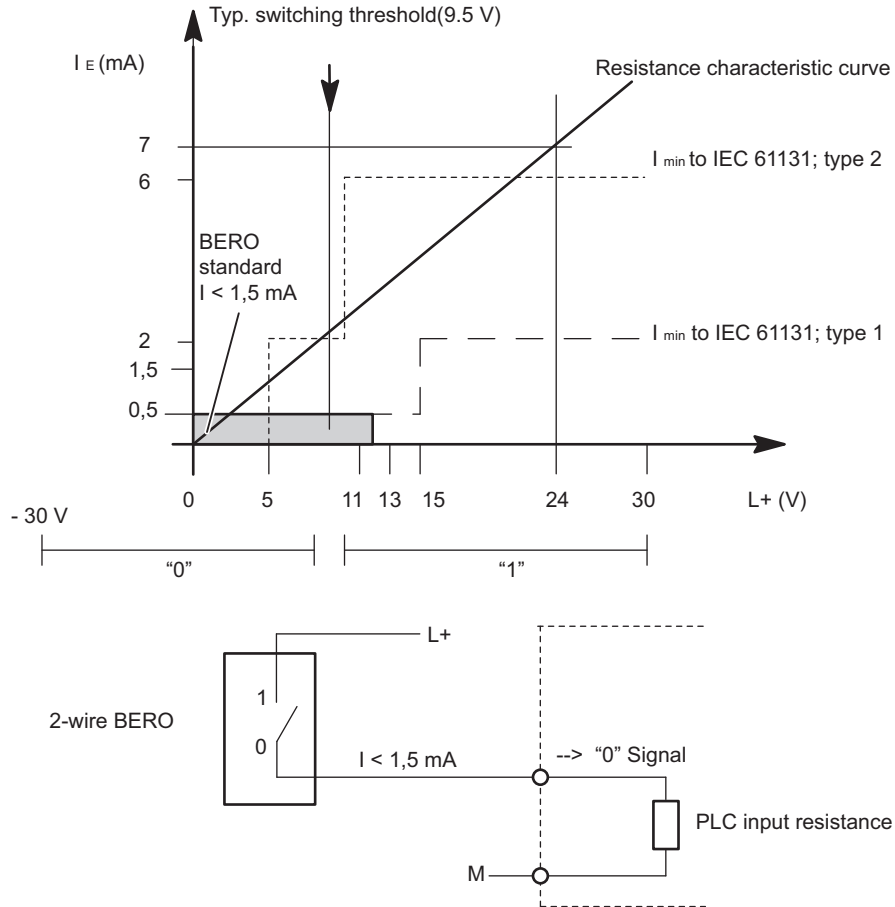 Typ. switching threshold(9.5 V)
I E (mA)
Resistance characteristic curve
7
I min to IEC 61131; type 2
6
BERO
standard
I < 1,5 mA
2
I min to IEC 61131; type 1
1,5
0,5
0 5 11 13 15 24 30 L+ (V)
- 30 V
“0” “1”
L+
1
2-wire BERO
0
I < 1,5 mA
--> “0” Signal
PLC input resistance
M